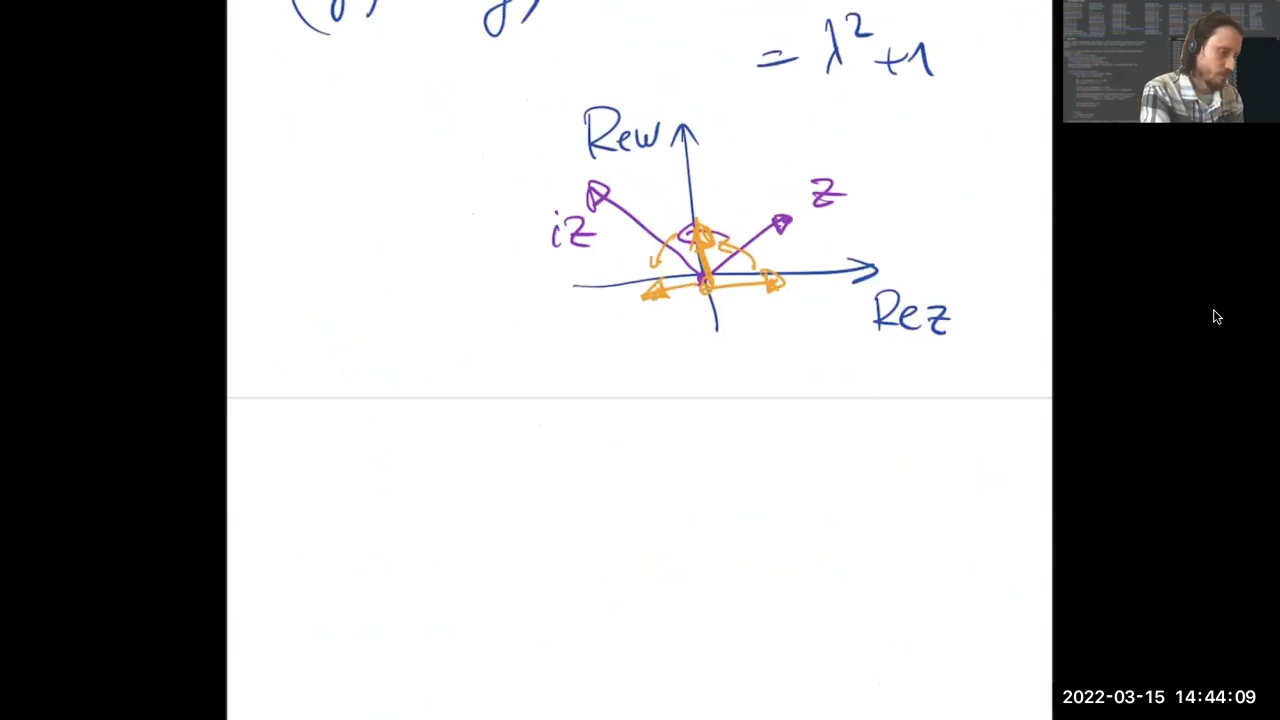 = λ² + 1
Re w
z
iz
Re z
2022-03-15 14:44:09